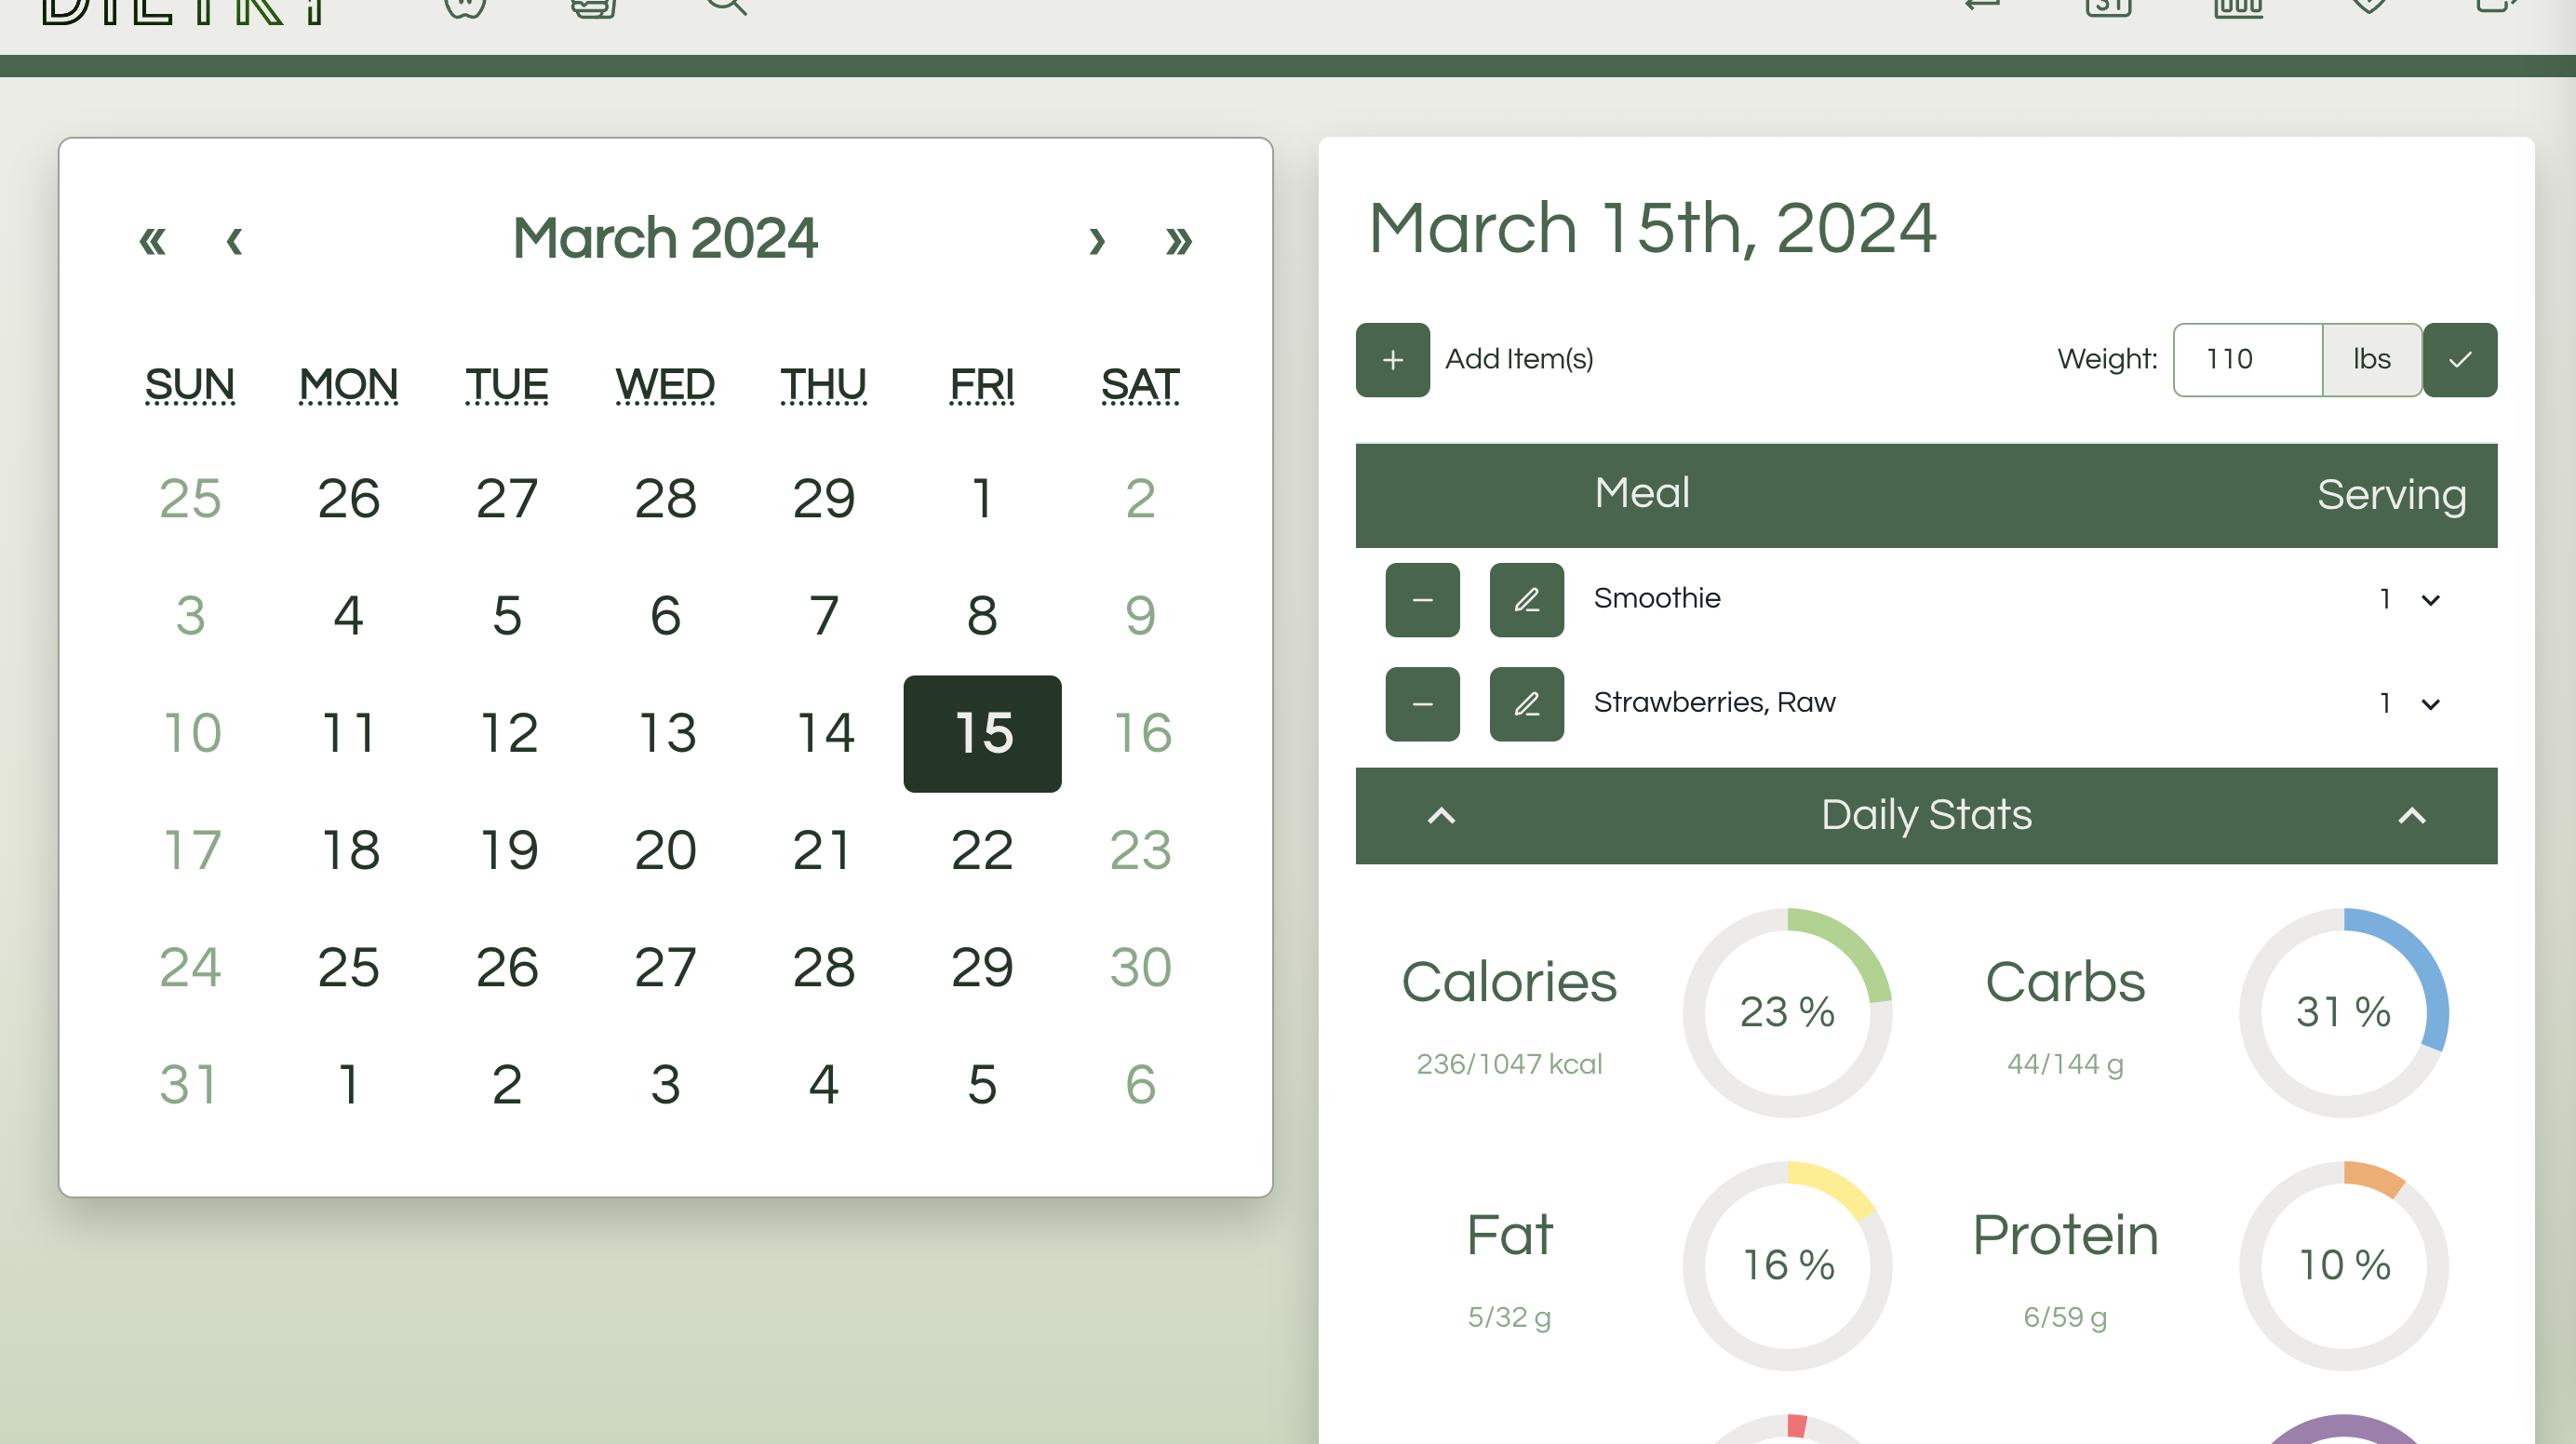 31
« ‹ March 2024 › »
SUN MON TUE WED THU FRI SAT
25 26 27 28 29 1 2
3 4 5 6 7 8 9
10 11 12 13 14 15 16
17 18 19 20 21 22 23
24 25 26 27 28 29 30
31 1 2 3 4 5 6
March 15th, 2024
+ Add Item(s) Weight: 110 lbs
Meal Serving
Smoothie 1
Strawberries, Raw 1
Daily Stats
Calories 23 % Carbs 31 %
236/1047 kcal 44/144 g
Fat 16 % Protein 10 %
5/32 g 6/59 g